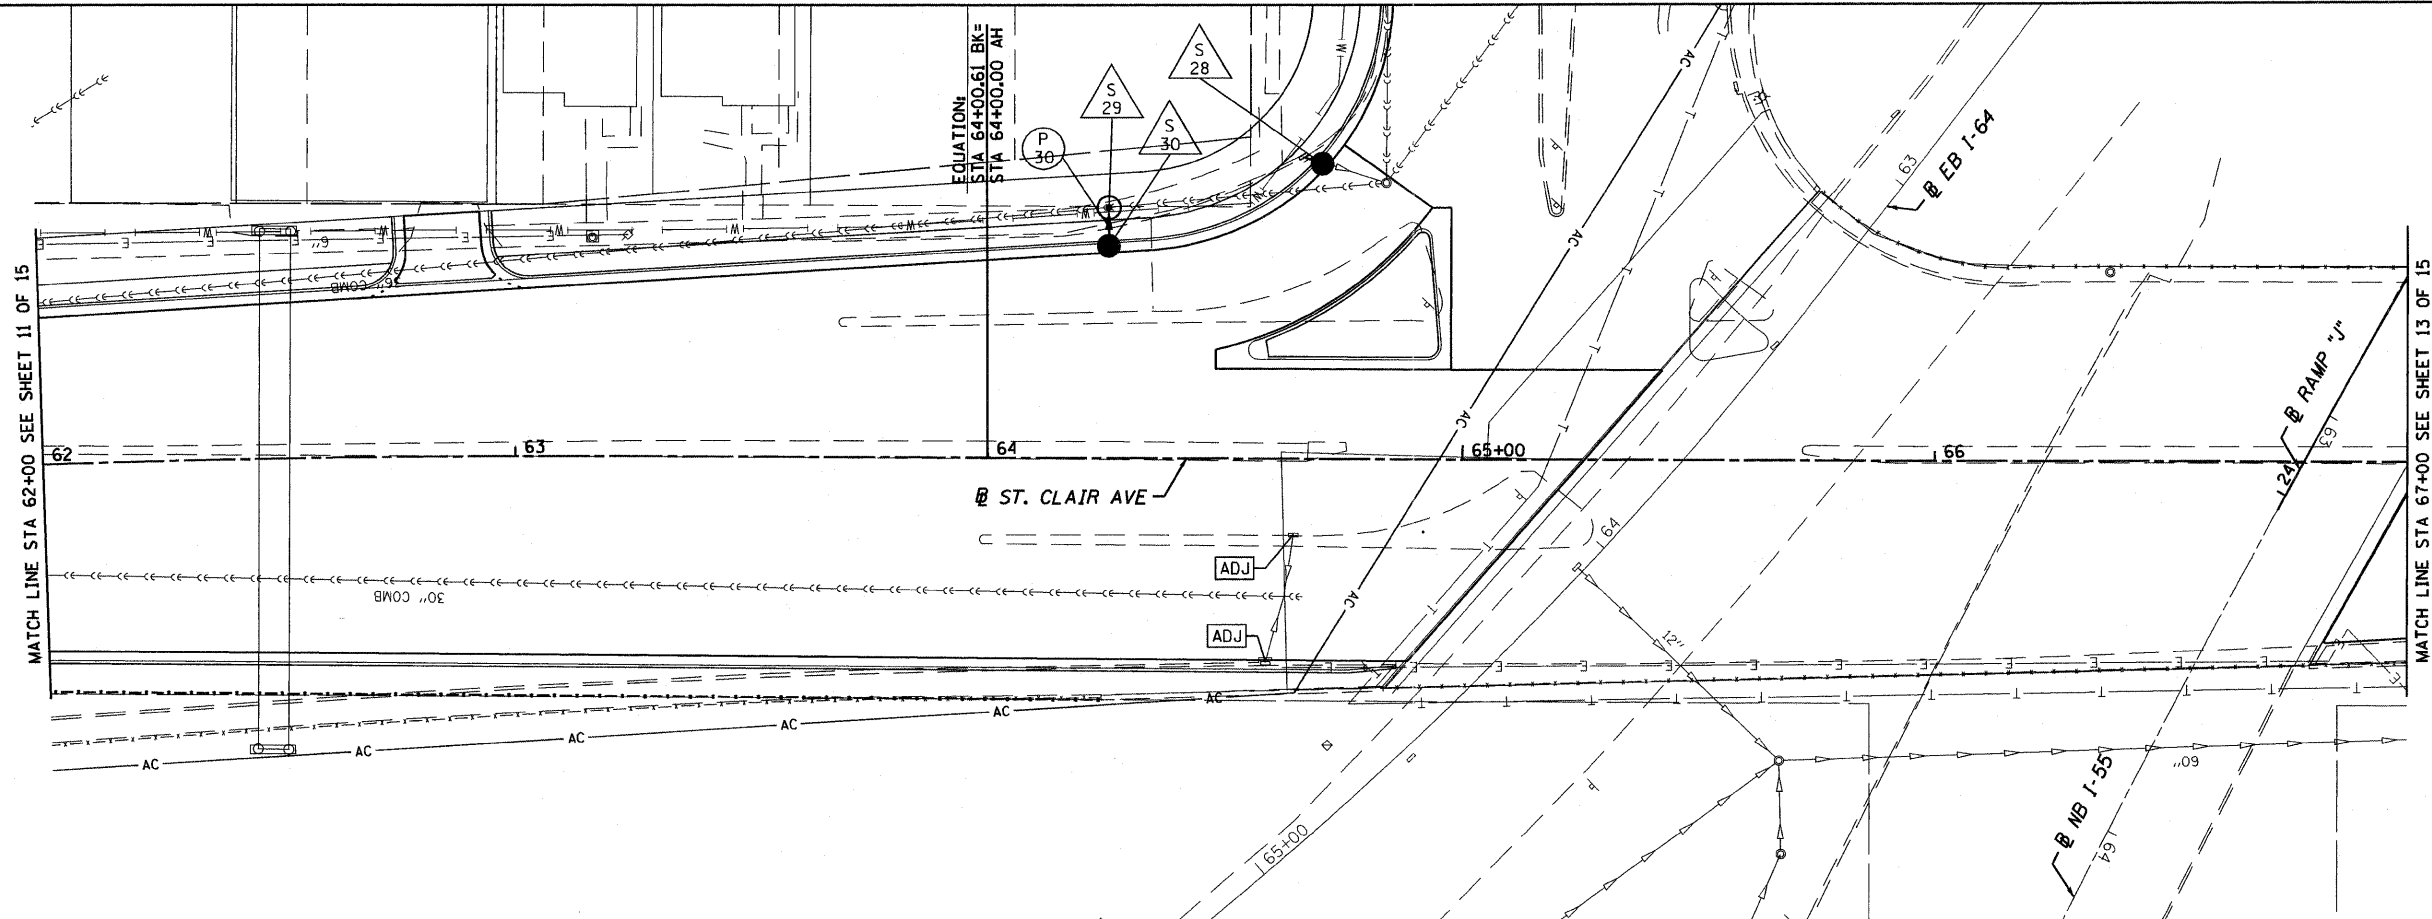 MATCH LINE STA 62+00 SEE SHEET 11 OF 15
EQUATION:
STA 64+00.61 BK=
STA 64+00.00 AH
S
28
S
29
S
30
P
30
6"
6" COMB
W
E
AC
T
63
EB I-64
RAMP "J"
63
24
62
63
64
65+00
66
ST. CLAIR AVE
ADJ
ADJ
30" COMB
64
12"
60"
65+00
NB I-55
64
AC
AC
AC
AC
AC
AC
MATCH LINE STA 67+00 SEE SHEET 13 OF 15